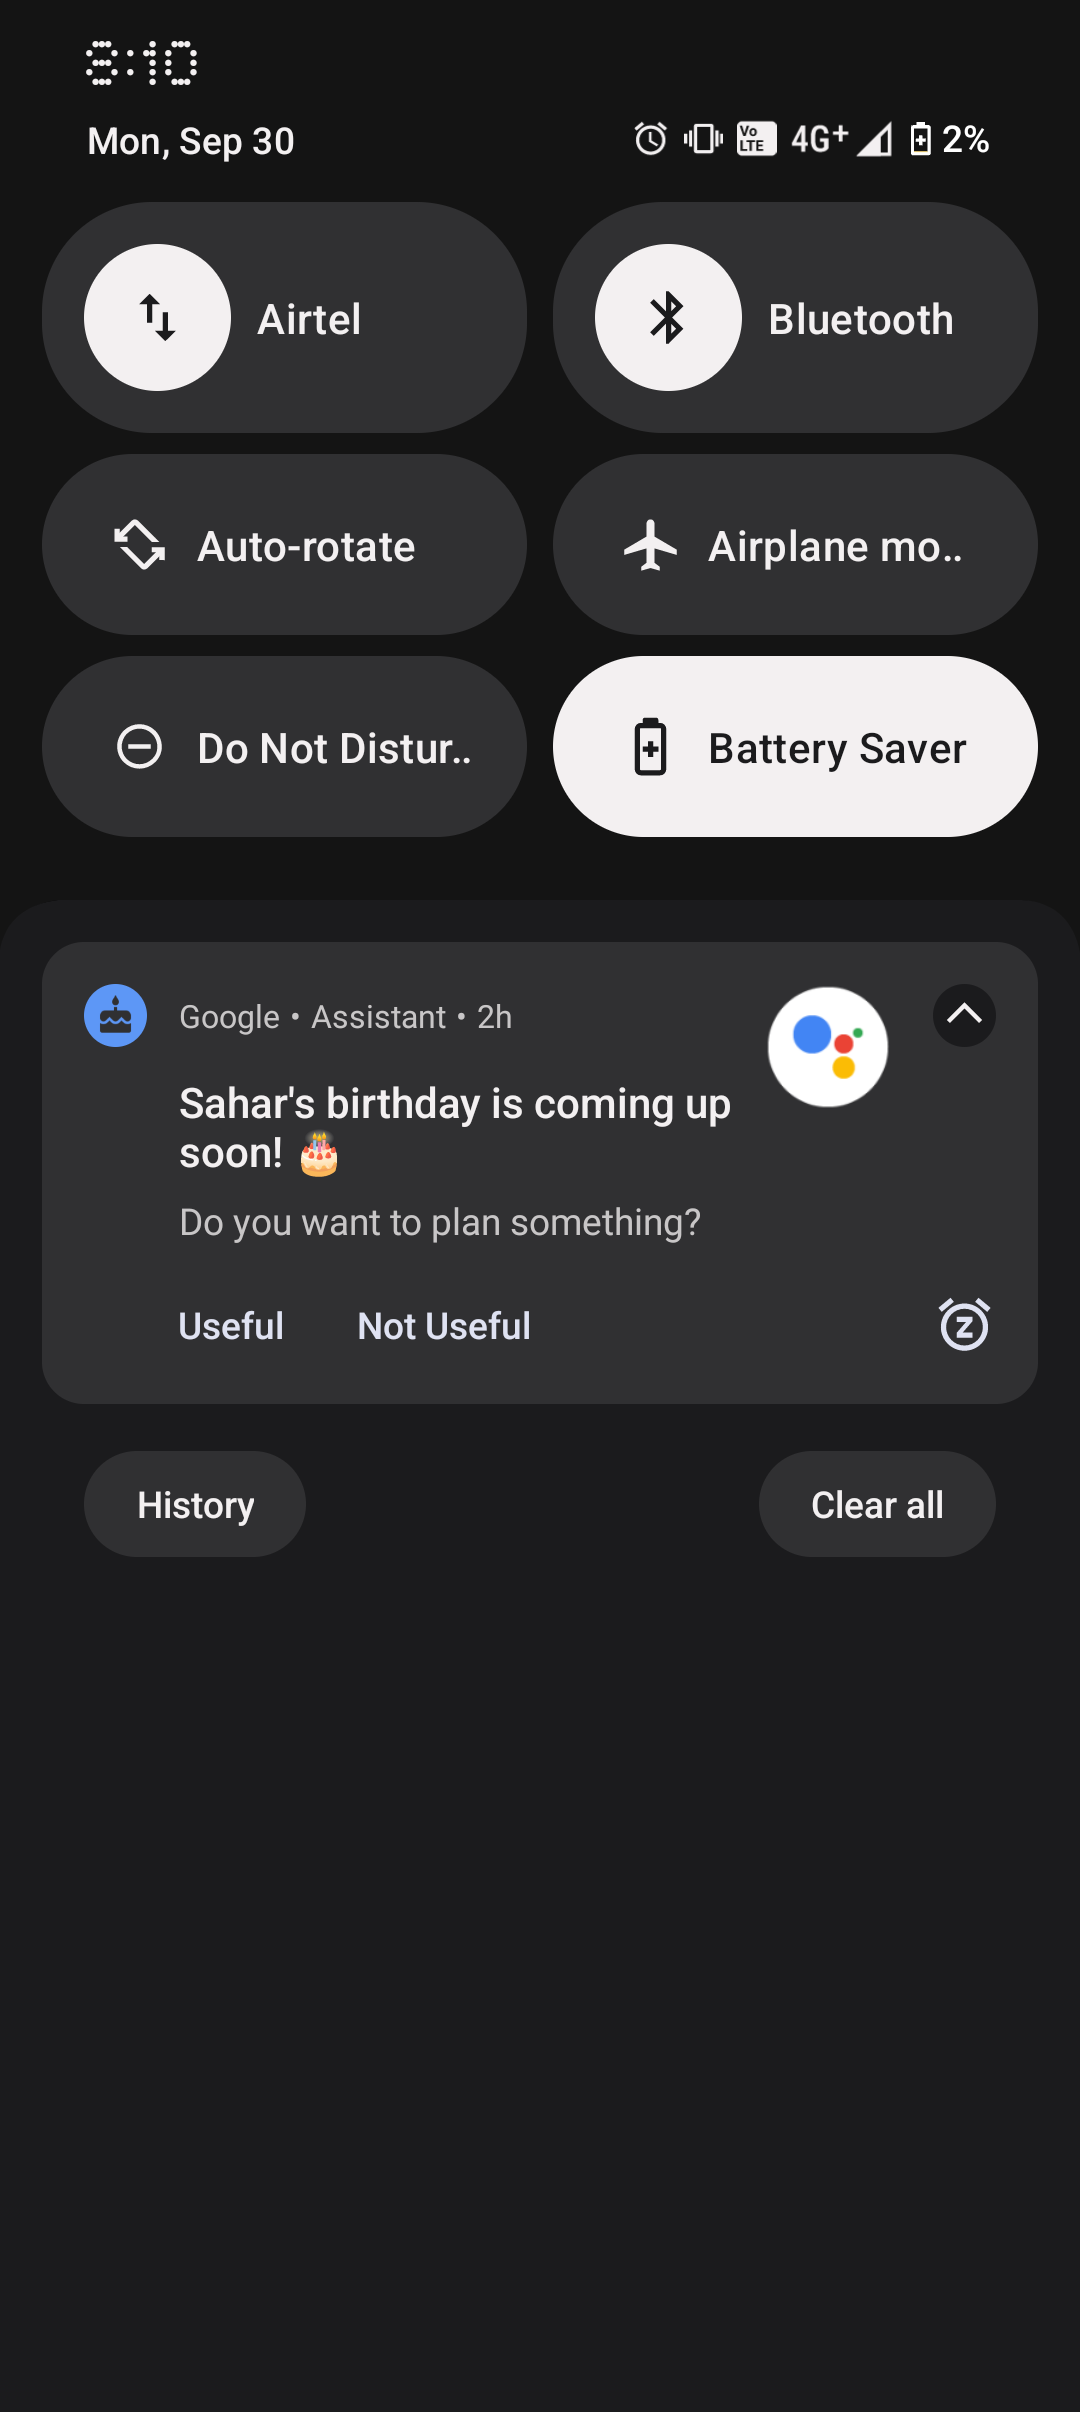 8:10
Mon, Sep 30
Vo LTE 4G+ 2%
Airtel
Bluetooth
Auto-rotate
Airplane mo..
Do Not Distur..
Battery Saver
Google • Assistant • 2h
Sahar's birthday is coming up
soon! 🎂
Do you want to plan something?
Useful Not Useful
History
Clear all